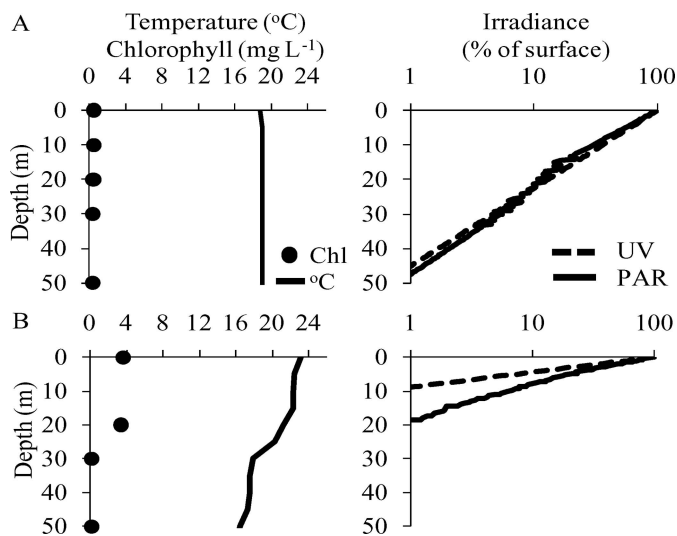 A
Temperature (ºC)
Chlorophyll (mg L-1)
0 4 8 12 16 20 24
Irradiance
(% of surface)
1 10 100
Depth (m)
0
10
20
30
40
50
Chl
ºC
UV
PAR
0
10
20
30
40
50
B
0 4 8 12 16 20 24
1 10 100
Depth (m)
0
10
20
30
40
50
0
10
20
30
40
50